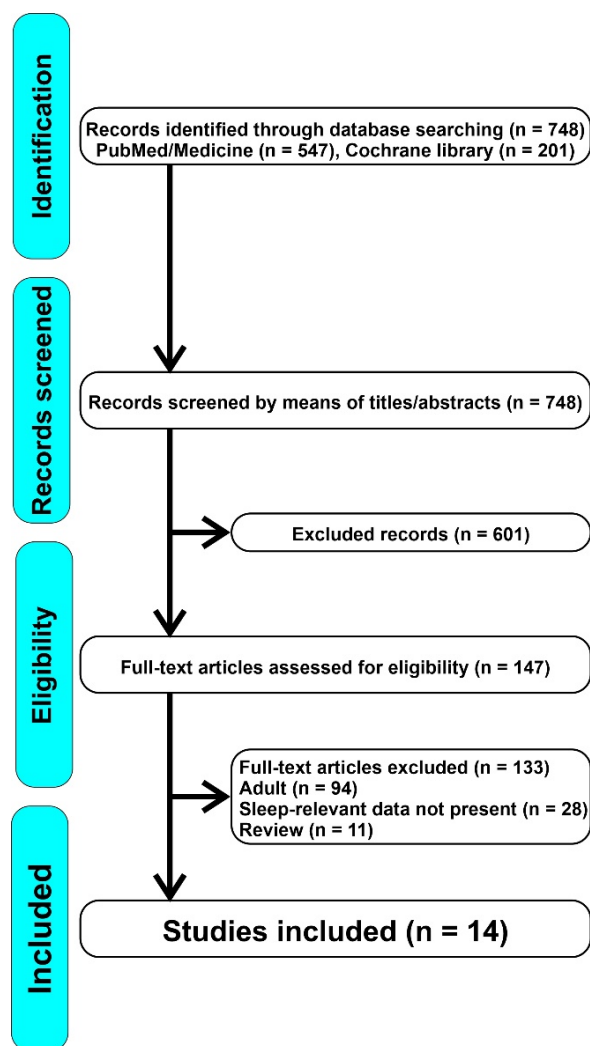 Identification
Records identified through database searching (n = 748)
PubMed/Medicine (n = 547), Cochrane library (n = 201)
Records screened
Records screened by means of titles/abstracts (n = 748)
Excluded records (n = 601)
Eligibility
Full-text articles assessed for eligibility (n = 147)
Full-text articles excluded (n = 133)
Adult (n = 94)
Sleep-relevant data not present (n = 28)
Review (n = 11)
Included
Studies included (n = 14)